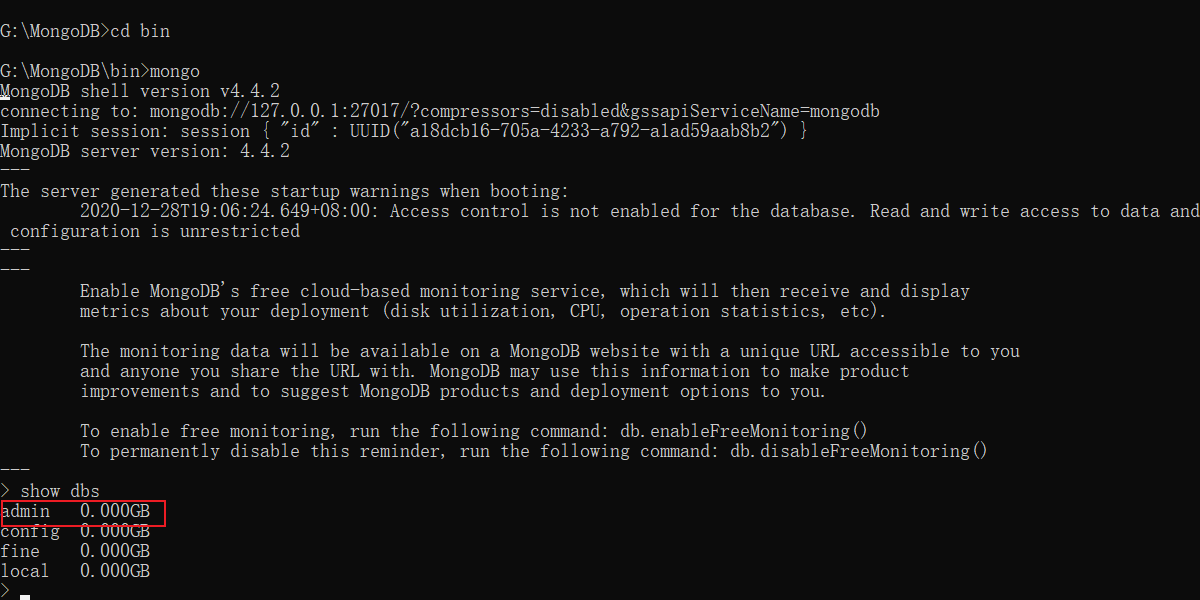 G:\MongoDB>cd bin
G:\MongoDB\bin>mongo
MongoDB shell version v4.4.2
connecting to: mongodb://127.0.0.1:27017/?compressors=disabled&gssapiServiceName=mongodb
Implicit session: session { "id" : UUID("a18dcb16-705a-4233-a792-a1ad59aab8b2") }
MongoDB server version: 4.4.2
---
The server generated these startup warnings when booting:
        2020-12-28T19:06:24.649+08:00: Access control is not enabled for the database. Read and write access to data and
 configuration is unrestricted
---
---
        Enable MongoDB's free cloud-based monitoring service, which will then receive and display
        metrics about your deployment (disk utilization, CPU, operation statistics, etc).
        The monitoring data will be available on a MongoDB website with a unique URL accessible to you
        and anyone you share the URL with. MongoDB may use this information to make product
        improvements and to suggest MongoDB products and deployment options to you.
        To enable free monitoring, run the following command: db.enableFreeMonitoring()
        To permanently disable this reminder, run the following command: db.disableFreeMonitoring()
---
> show dbs
admin   0.000GB
config  0.000GB
fine    0.000GB
local   0.000GB
>